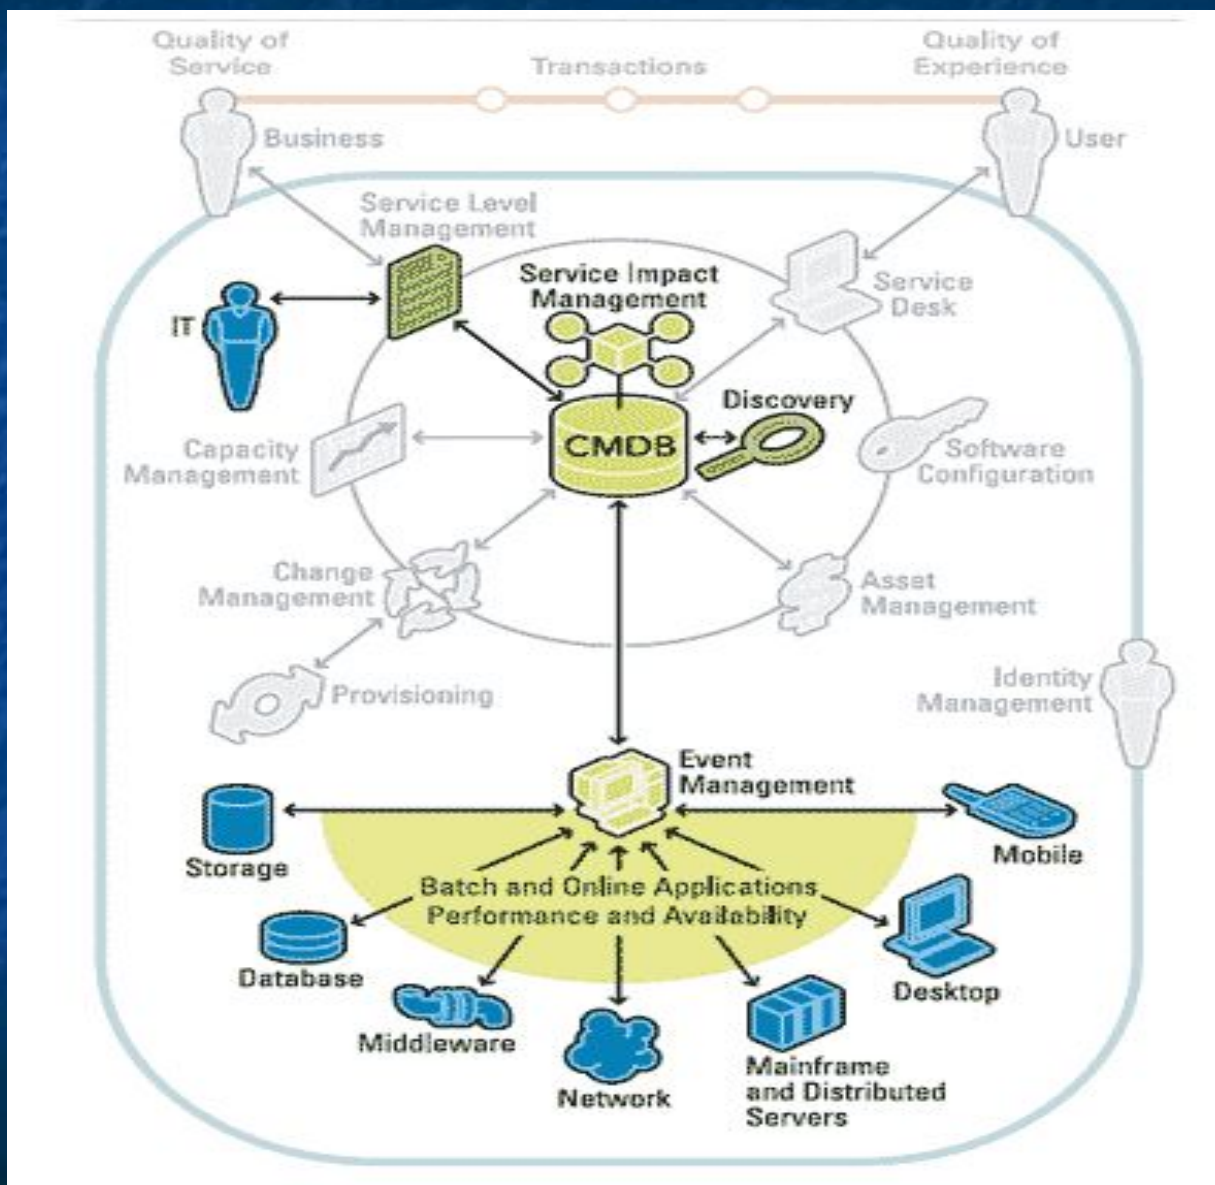 Quality of
Service
Transactions
Quality of
Experience
Business
User
Service Level
Management
Service Impact
Management
Service
Desk
IT
Discovery
CMDB
Capacity
Management
Software
Configuration
Change
Management
Asset
Management
Provisioning
Identity
Management
Event
Management
Storage
Mobile
Batch and Online Applications
Performance and Availability
Database
Desktop
Middleware
Network
Mainframe
and Distributed
Servers